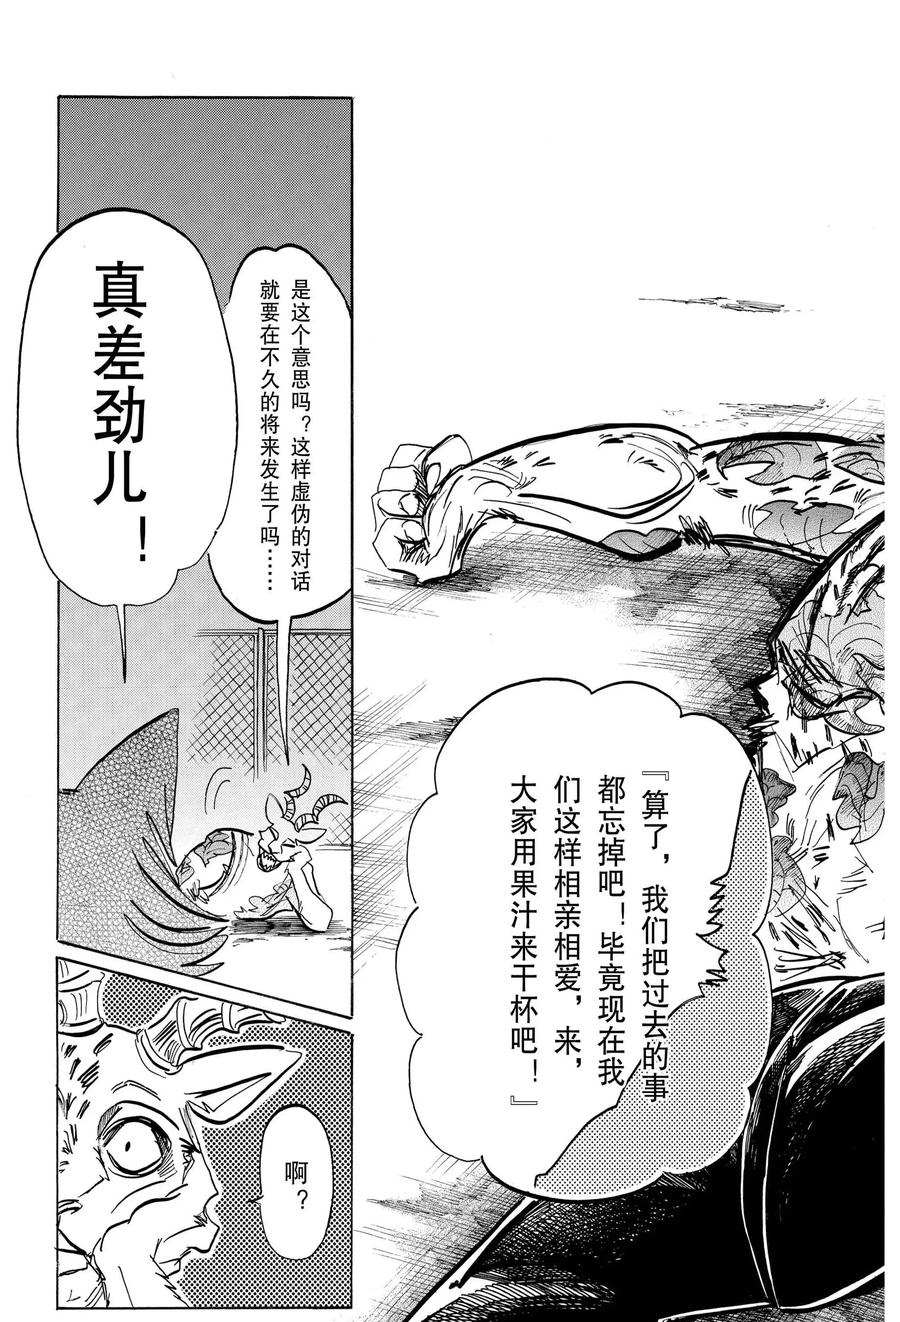 『算了，我们把过去的事
都忘掉吧！毕竟现在我
们这样相亲相爱，来，
大家用果汁来干杯吧！』
是这个意思吗？这样虚伪的对话
就要在不久的将来发生了吗……
真差劲儿！
啊？